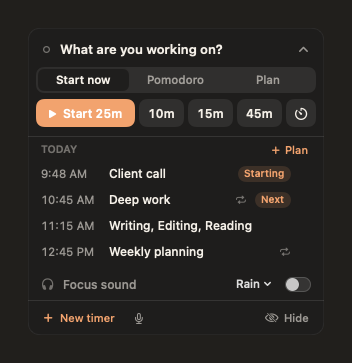 What are you working on?
Start now Pomodoro Plan
Start 25m 10m 15m 45m
TODAY + Plan
9:48 AM Client call Starting
10:45 AM Deep work Next
11:15 AM Writing, Editing, Reading
12:45 PM Weekly planning
Focus sound Rain
+ New timer Hide